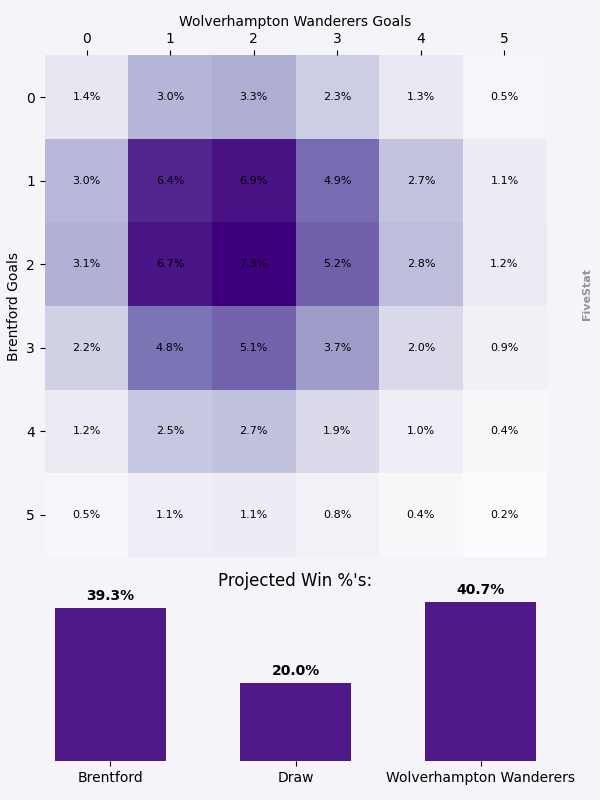 Wolverhampton Wanderers Goals
0 1 2 3 4 5
0 1.4% 3.0% 3.3% 2.3% 1.3% 0.5%
1 3.0% 6.4% 6.9% 4.9% 2.7% 1.1%
2 3.1% 6.7% 7.3% 5.2% 2.8% 1.2%
3 2.2% 4.8% 5.1% 3.7% 2.0% 0.9%
4 1.2% 2.5% 2.7% 1.9% 1.0% 0.4%
5 0.5% 1.1% 1.1% 0.8% 0.4% 0.2%
Brentford Goals
FiveStat
Projected Win %'s:
39.3% 20.0% 40.7%
Brentford Draw Wolverhampton Wanderers